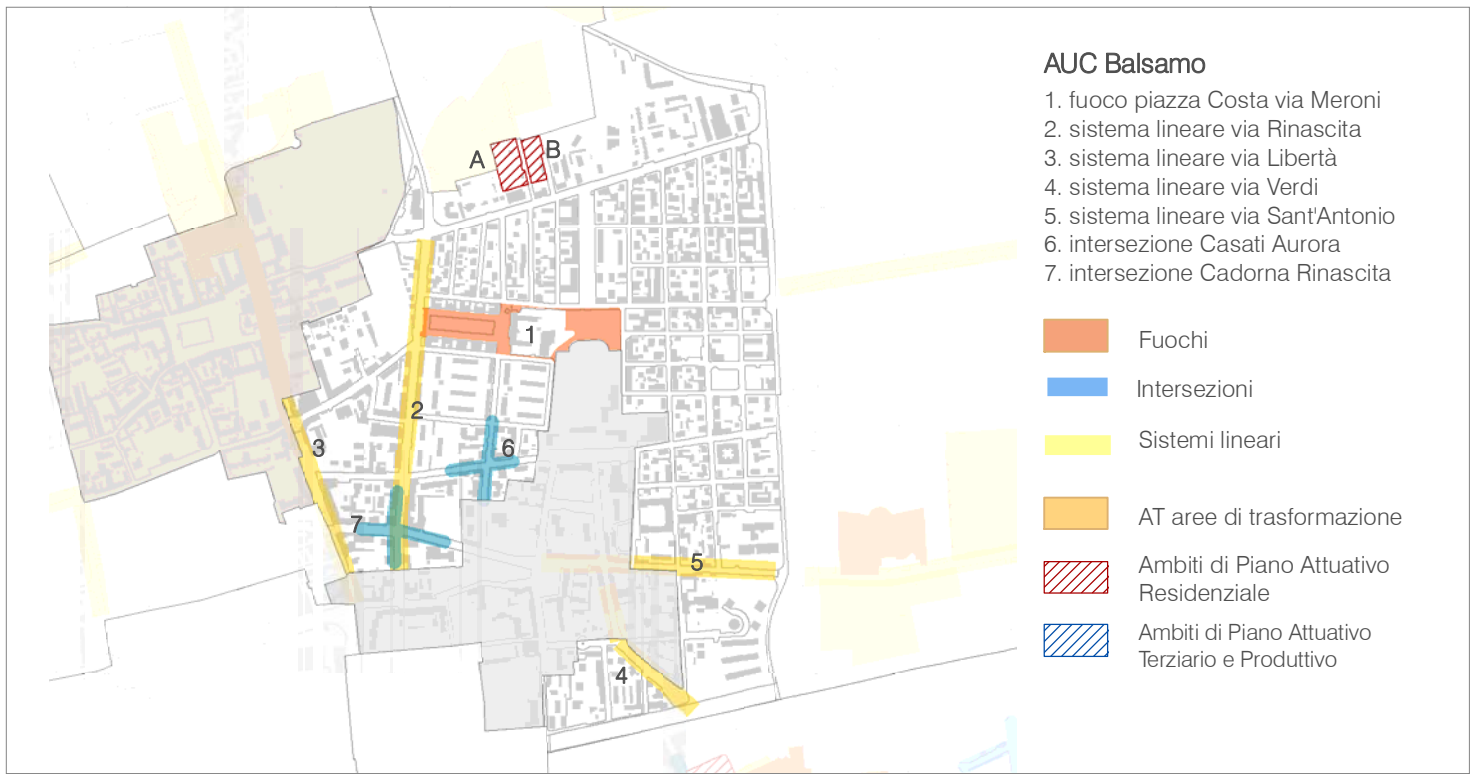 AUC Balsamo
1. fuoco piazza Costa via Meroni
2. sistema lineare via Rinascita
3. sistema lineare via Libertà
4. sistema lineare via Verdi
5. sistema lineare via Sant'Antonio
6. intersezione Casati Aurora
7. intersezione Cadorna Rinascita
Fuochi
Intersezioni
Sistemi lineari
AT aree di trasformazione
Ambiti di Piano Attuativo
Residenziale
Ambiti di Piano Attuativo
Terziario e Produttivo
A
B
1
2
3
6
7
5
4